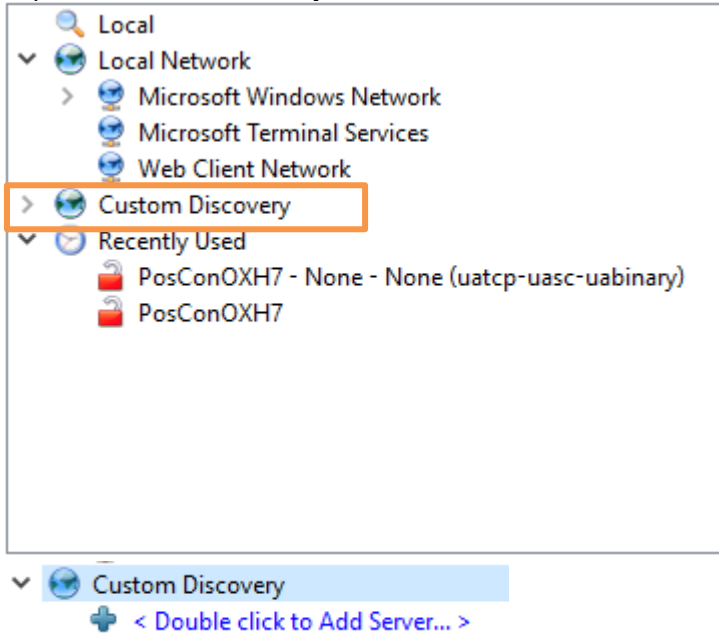 Local
Local Network
Microsoft Windows Network
Microsoft Terminal Services
Web Client Network
Custom Discovery
Recently Used
PosConOXH7 - None - None (uatcp-uasc-uabinary)
PosConOXH7
Custom Discovery
< Double click to Add Server... >